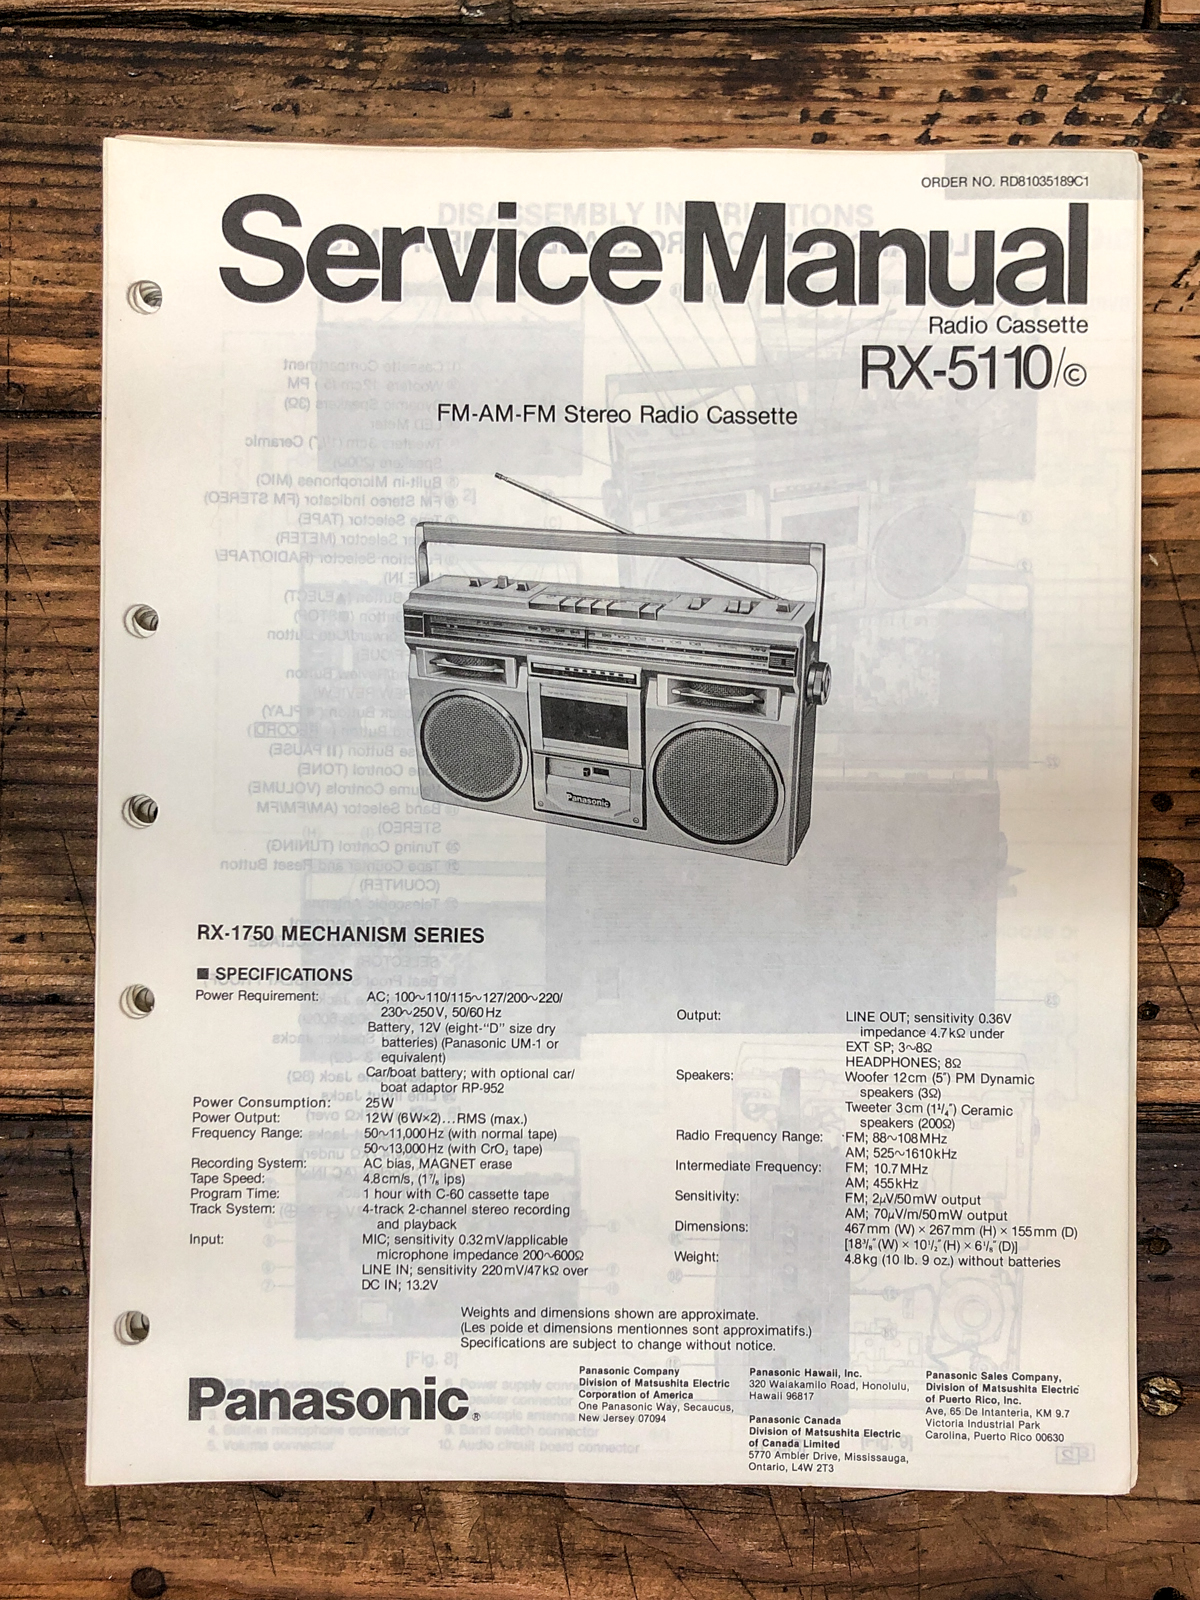 ORDER NO. RD81035189C1
Service Manual
Radio Cassette
RX-5110/©
FM-AM-FM Stereo Radio Cassette
Panasonic
RX-1750 MECHANISM SERIES
■ SPECIFICATIONS
Power Requirement: AC; 100~110/115~127/200~220/
230~250V, 50/60Hz
Battery, 12V (eight-“D” size dry
batteries) (Panasonic UM-1 or
equivalent)
Car/boat battery; with optional car/
boat adaptor RP-952
Power Consumption: 25W
Power Output: 12W (6W×2)...RMS (max.)
Frequency Range: 50~11,000Hz (with normal tape)
50~13,000Hz (with CrO₂ tape)
Recording System: AC bias, MAGNET erase
Tape Speed: 4.8cm/s, (1⅞ ips)
Program Time: 1 hour with C-60 cassette tape
Track System: 4-track 2-channel stereo recording
and playback
Input: MIC; sensitivity 0.32mV/applicable
microphone impedance 200~600Ω
LINE IN; sensitivity 220mV/47kΩ over
DC IN; 13.2V
Output: LINE OUT; sensitivity 0.36V
impedance 4.7kΩ under
EXT SP; 3~8Ω
HEADPHONES; 8Ω
Speakers: Woofer 12cm (5″) PM Dynamic
speakers (3Ω)
Tweeter 3cm (1¼″) Ceramic
speakers (200Ω)
Radio Frequency Range: FM; 88~108MHz
AM; 525~1610kHz
Intermediate Frequency: FM; 10.7MHz
AM; 455kHz
Sensitivity: FM; 2μV/50mW output
AM; 70μV/m/50mW output
Dimensions: 467mm (W) × 267mm (H) × 155mm (D)
[18⅜″(W) × 10½″(H) × 6⅛″(D)]
Weight: 4.8kg (10 lb. 9 oz.) without batteries
Weights and dimensions shown are approximate.
(Les poide et dimensions mentionnes sont approximatifs.)
Specifications are subject to change without notice.
Panasonic®
Panasonic Company
Division of Matsushita Electric
Corporation of America
One Panasonic Way, Secaucus,
New Jersey 07094
Panasonic Hawaii, Inc.
320 Waiakamilo Road, Honolulu,
Hawaii 96817
Panasonic Canada
Division of Matsushita Electric
of Canada Limited
5770 Ambler Drive, Mississauga,
Ontario, L4W 2T3
Panasonic Sales Company,
Division of Matsushita Electric
of Puerto Rico, Inc.
Ave, 65 De Intanteria, KM 9.7
Victoria Industrial Park
Carolina, Puerto Rico 00630